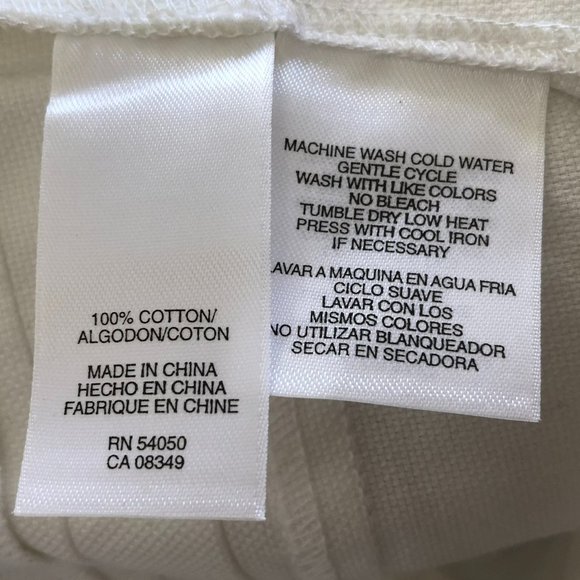 100% COTTON/
ALGODON/COTON
MADE IN CHINA
HECHO EN CHINA
FABRIQUE EN CHINE
RN 54050
CA 08349
MACHINE WASH COLD WATER
GENTLE CYCLE
WASH WITH LIKE COLORS
NO BLEACH
TUMBLE DRY LOW HEAT
PRESS WITH COOL IRON
IF NECESSARY
AVAR A MAQUINA EN AGUA FRIA
CICLO SUAVE
LAVAR CON LOS
MISMOS COLORES
NO UTILIZAR BLANQUEADOR
SECAR EN SECADORA